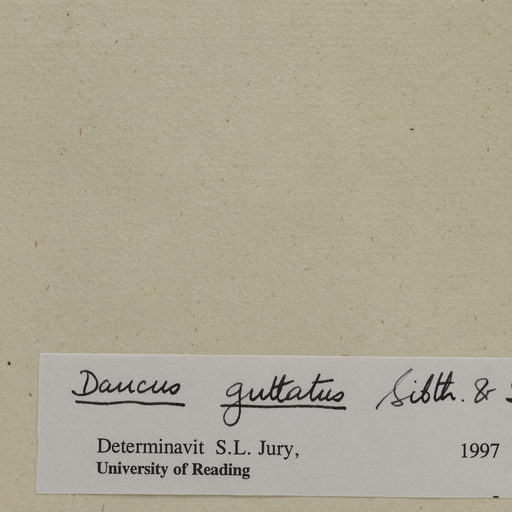 Daucus guttatus Sibth. &
Determinavit S.L. Jury, 1997
University of Reading